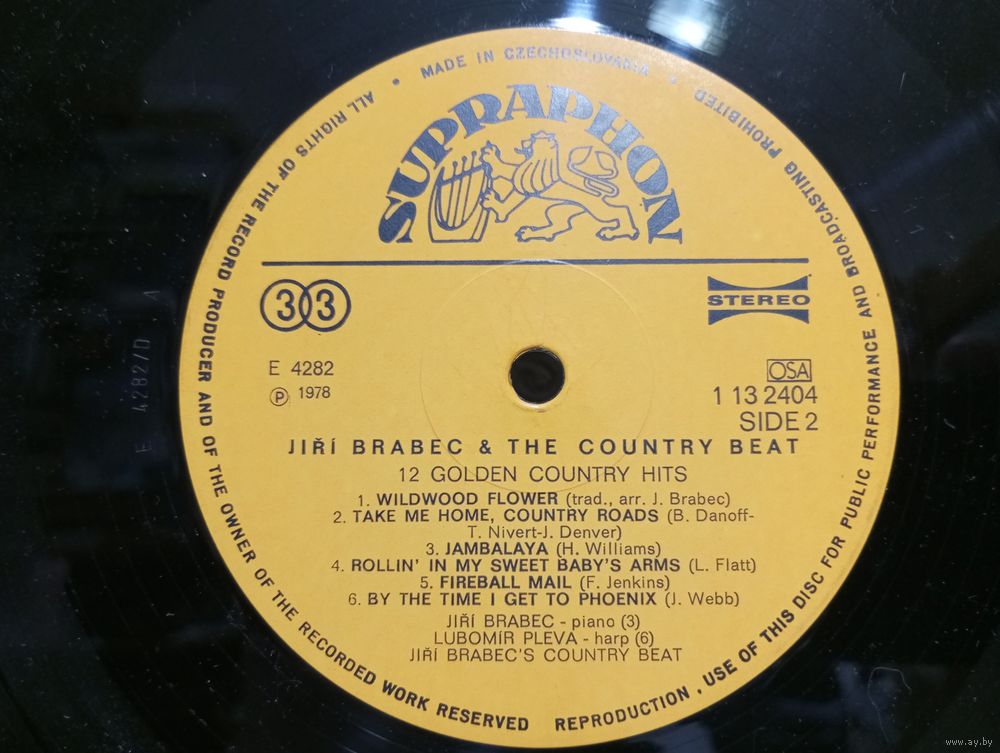 MADE IN CZECHOSLOVAKIA
SUPRAPHON
33
STEREO
E 4282
Ⓟ 1978
OSA
1 13 2404
SIDE 2
JIŘÍ BRABEC & THE COUNTRY BEAT
12 GOLDEN COUNTRY HITS
1. WILDWOOD FLOWER (trad., arr. J. Brabec)
2. TAKE ME HOME, COUNTRY ROADS (B. Danoff-
T. Nivert-J. Denver)
3. JAMBALAYA (H. Williams)
4. ROLLIN' IN MY SWEET BABY'S ARMS (L. Flatt)
5. FIREBALL MAIL (F. Jenkins)
6. BY THE TIME I GET TO PHOENIX (J. Webb)
JIŘÍ BRABEC - piano (3)
LUBOMÍR PLEVA - harp (6)
JIŘÍ BRABEC'S COUNTRY BEAT
ALL RIGHTS OF THE RECORD PRODUCER AND OF THE OWNER OF THE RECORDED WORK RESERVED
REPRODUCTION, USE OF THIS DISC FOR PUBLIC PERFORMANCE AND BROADCASTING PROHIBITED
E 4282/D A
www.ay.by